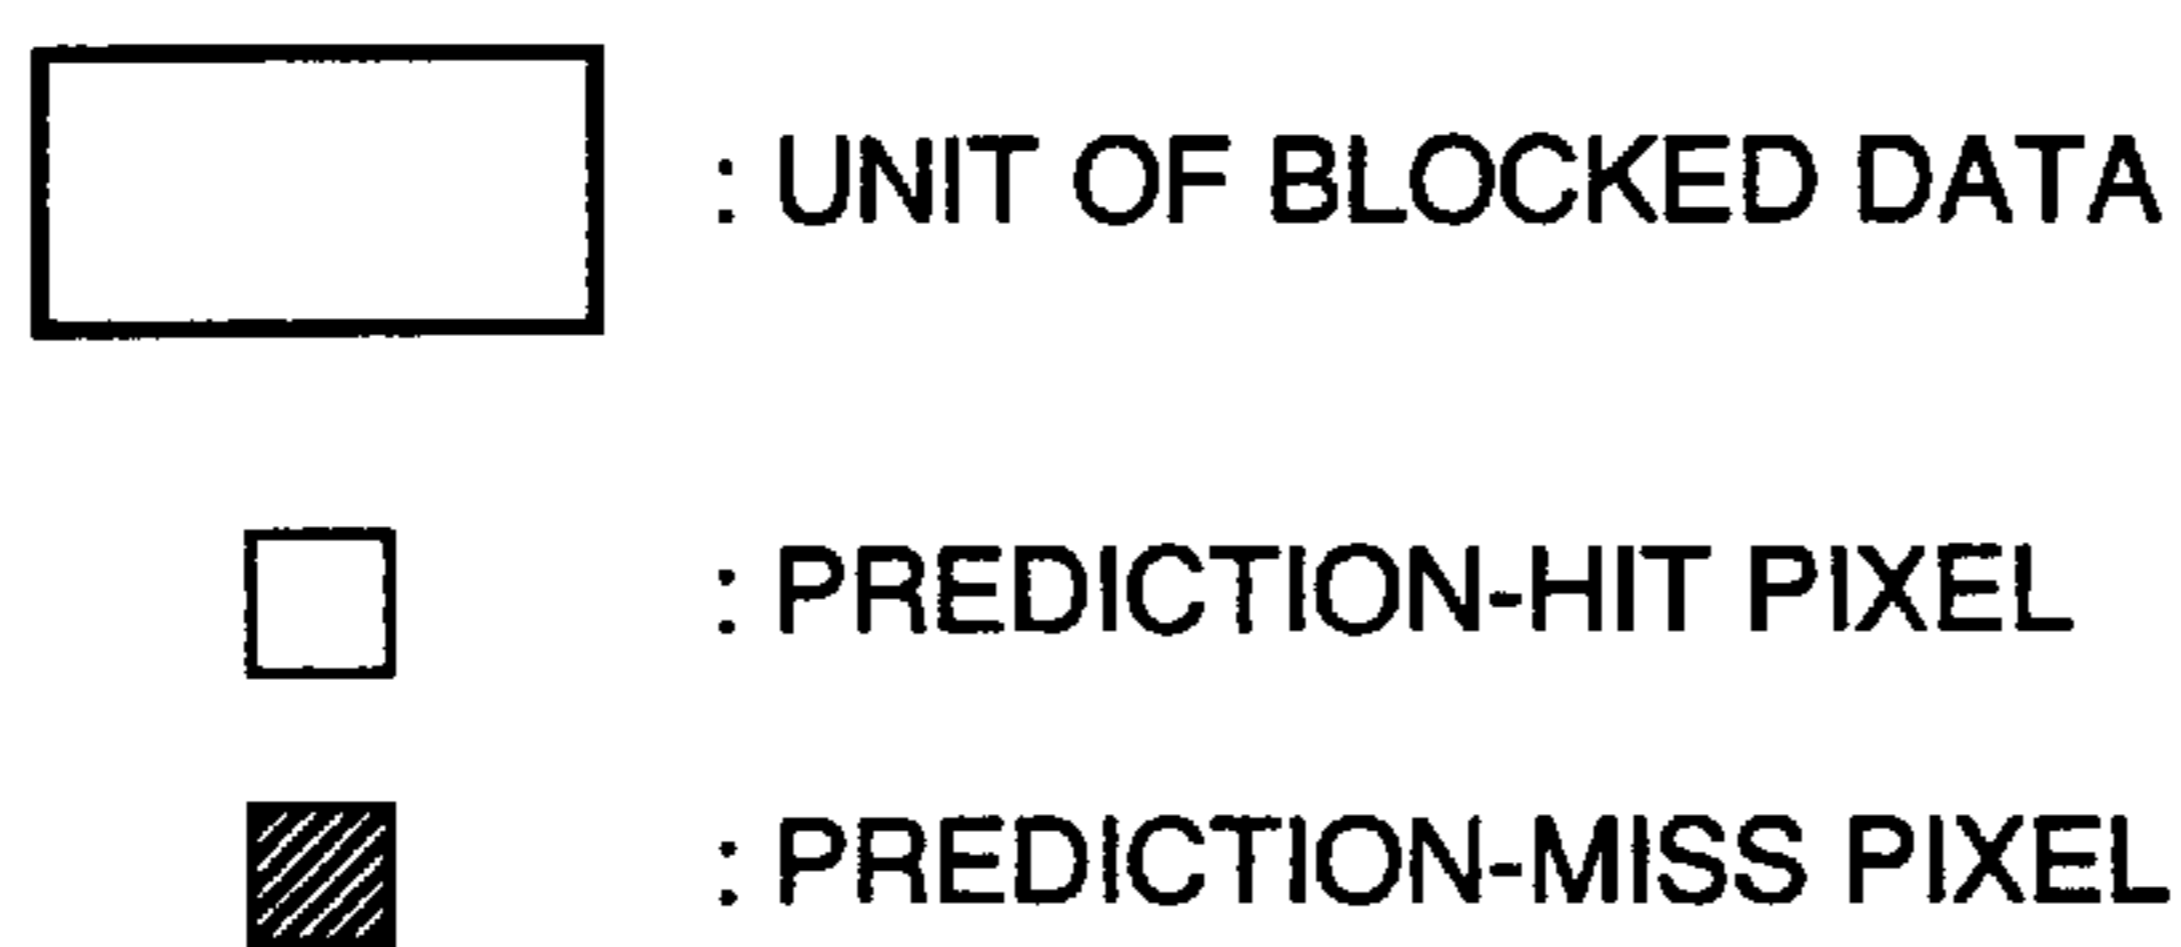 : UNIT OF BLOCKED DATA
: PREDICTION-HIT PIXEL
: PREDICTION-MISS PIXEL